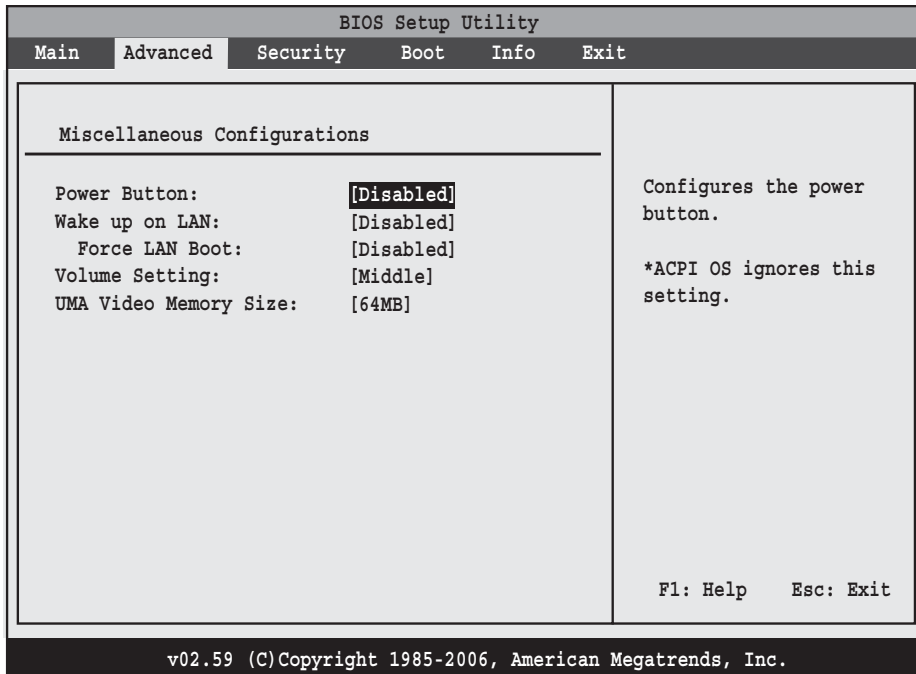 BIOS Setup Utility
Main Advanced Security Boot Info Exit
Miscellaneous Configurations
Power Button: [Disabled]
Wake up on LAN: [Disabled]
Force LAN Boot: [Disabled]
Volume Setting: [Middle]
UMA Video Memory Size: [64MB]
Configures the power
button.
*ACPI OS ignores this
setting.
F1: Help Esc: Exit
v02.59 (C)Copyright 1985-2006, American Megatrends, Inc.